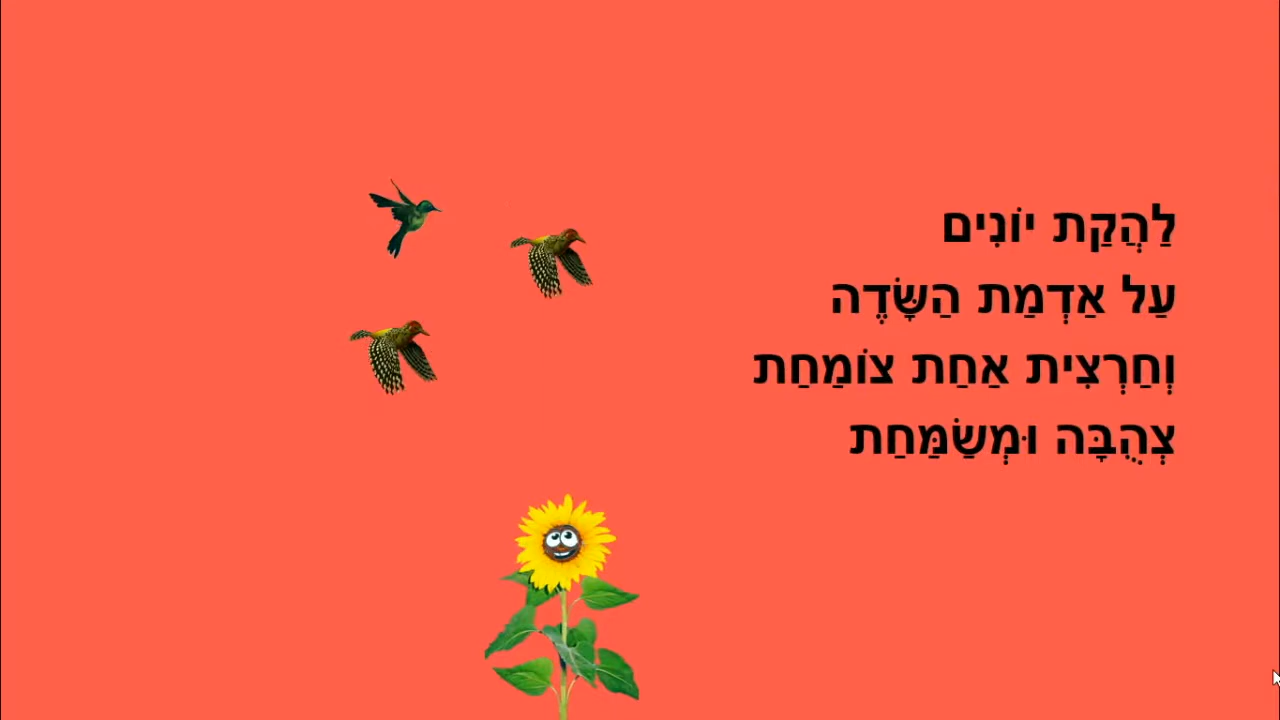 לַהֲקַת יוֹנִים
עַל אַדְמַת הַשָּׂדֶה
וְחַרְצִית אַחַת צוֹמַחַת
צְהֻבָּה וּמְשַׂמַּחַת